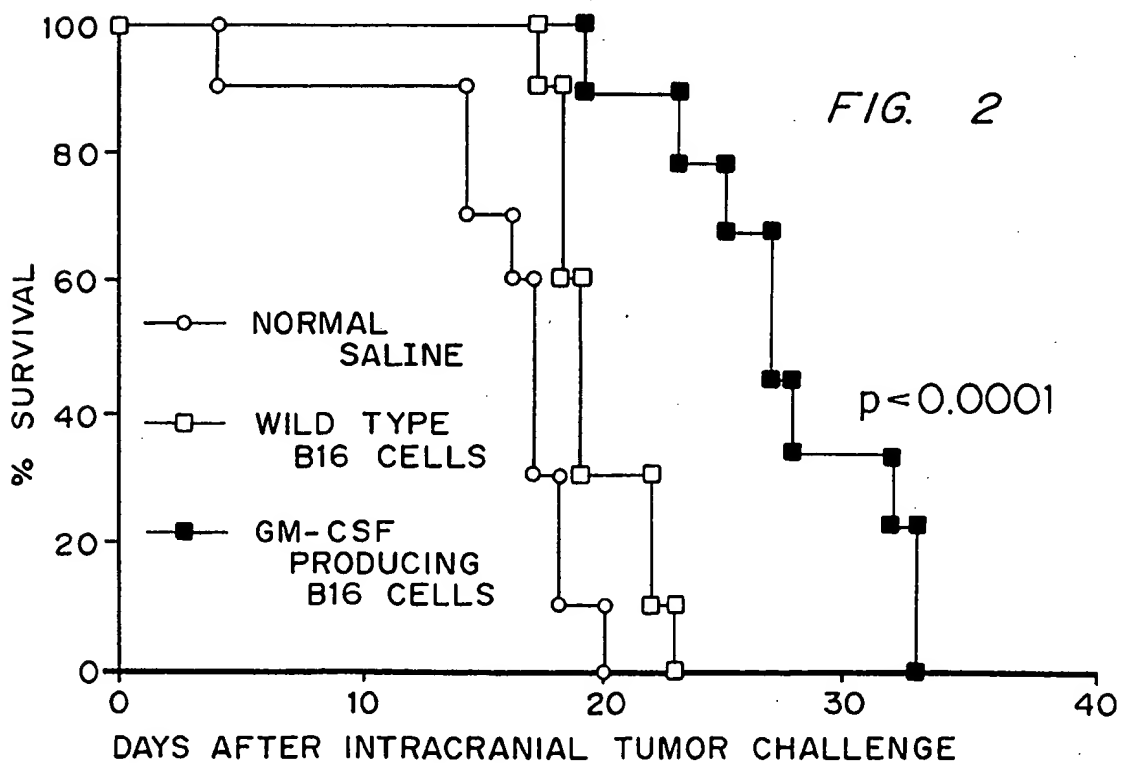 FIG. 2
100
80
60
40
20
0
% SURVIVAL
NORMAL
SALINE
WILD TYPE
B16 CELLS
GM-CSF
PRODUCING
B16 CELLS
p<0.0001
0 10 20 30 40
DAYS AFTER INTRACRANIAL TUMOR CHALLENGE